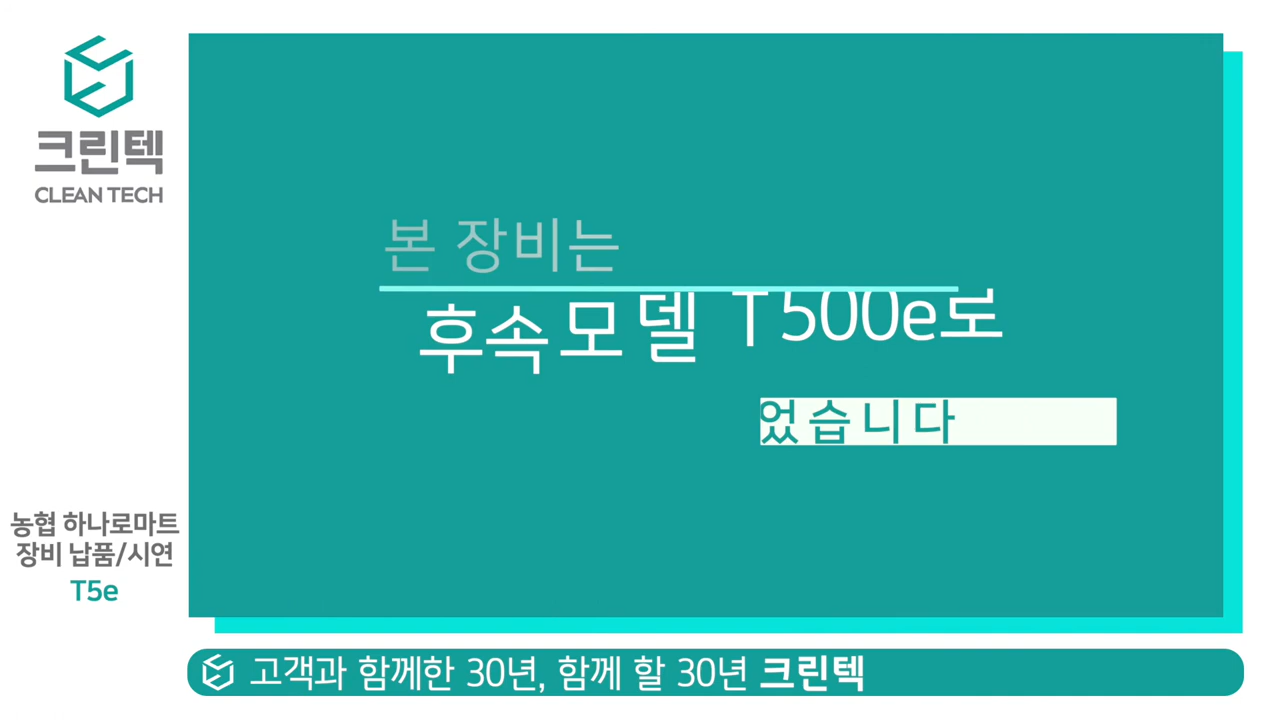 크린텍
CLEAN TECH
본 장비는
후속모델 T500e로
었습니다
농협 하나로마트
장비 납품/시연
T5e
고객과 함께한 30년, 함께 할 30년 크린텍